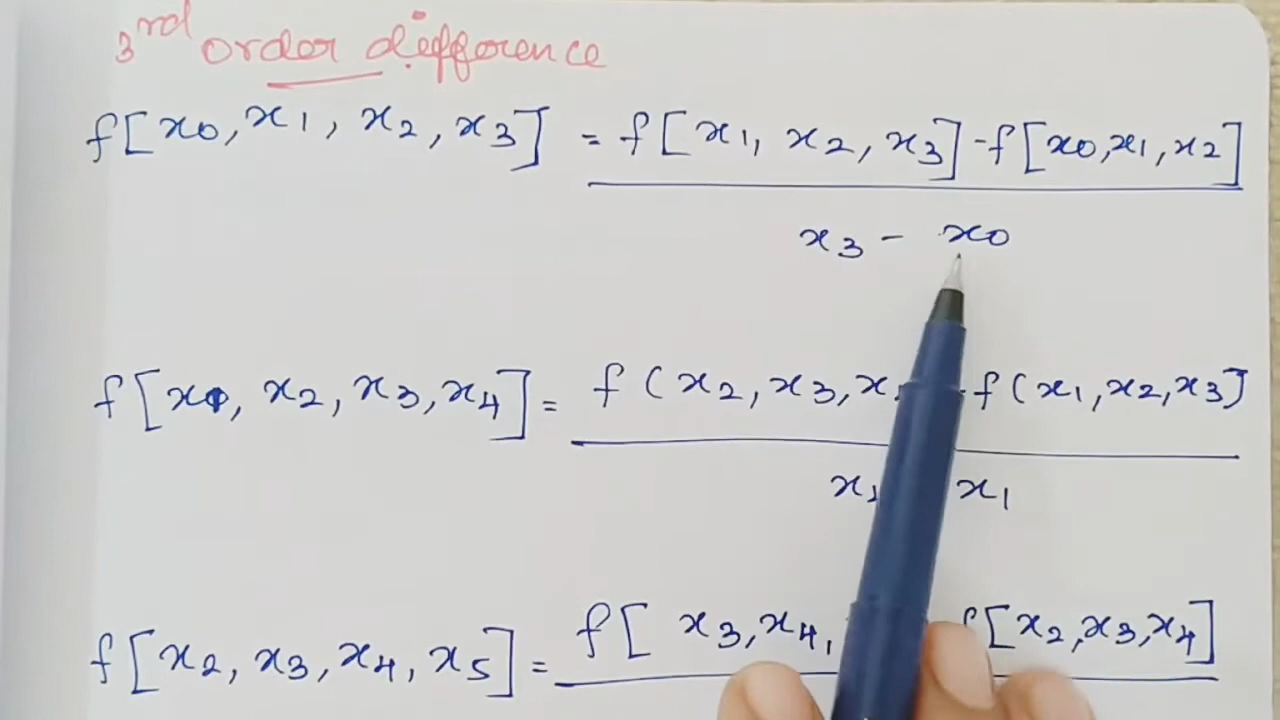 3rd order difference
f[x0, x1, x2, x3] = f[x1, x2, x3] - f[x0, x1, x2]
x3 - x0
f[x1, x2, x3, x4] = f(x2, x3, x - f(x1, x2, x3]
x x1
f[x2, x3, x4, x5] = f[ x3, x4, f[x2, x3, x4]